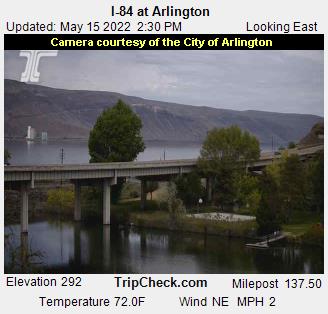 I-84 at Arlington
Updated: May 15 2022 2:30 PM Looking East
Camera courtesy of the City of Arlington
Elevation 292 TripCheck.com Milepost 137.50
Temperature 72.0F Wind NE MPH 2